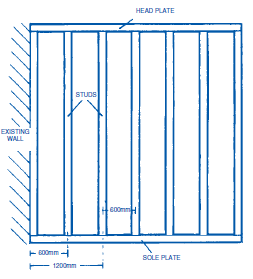 HEAD PLATE
STUDS
EXISTING
WALL
600mm
600mm
SOLE PLATE
1200mm